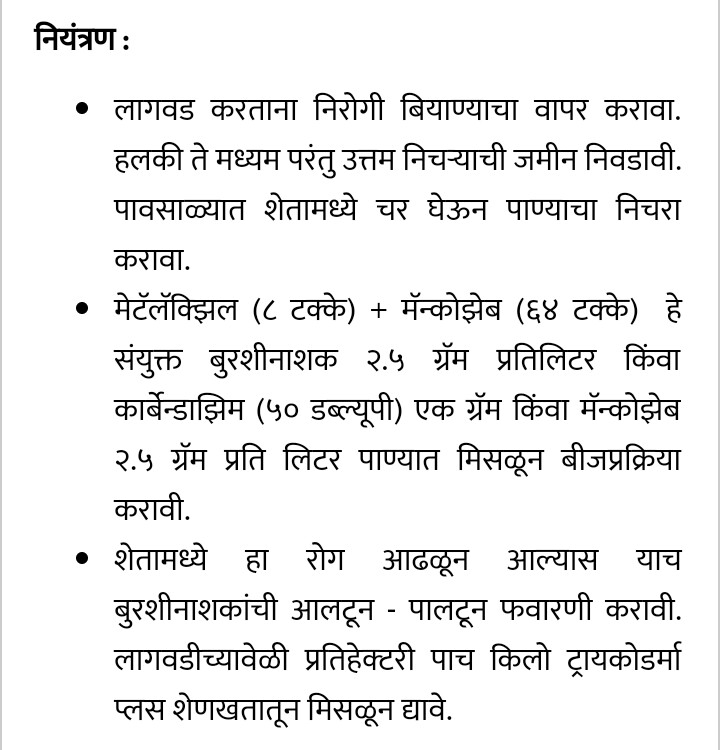 नियंत्रण :
• लागवड करताना निरोगी बियाण्याचा वापर करावा.
हलकी ते मध्यम परंतु उत्तम निचऱ्याची जमीन निवडावी.
पावसाळ्यात शेतामध्ये चर घेऊन पाण्याचा निचरा
करावा.
• मेटॅलॅक्झिल (८ टक्के) + मॅन्कोझेब (६४ टक्के) हे
संयुक्त बुरशीनाशक २.५ ग्रॅम प्रतिलिटर किंवा
कार्बेन्डाझिम (५० डब्ल्यूपी) एक ग्रॅम किंवा मॅन्कोझेब
२.५ ग्रॅम प्रति लिटर पाण्यात मिसळून बीजप्रक्रिया
करावी.
• शेतामध्ये हा रोग आढळून आल्यास याच
बुरशीनाशकांची आलटून - पालटून फवारणी करावी.
लागवडीच्यावेळी प्रतिहेक्टरी पाच किलो ट्रायकोडर्मा
प्लस शेणखतातून मिसळून द्यावे.